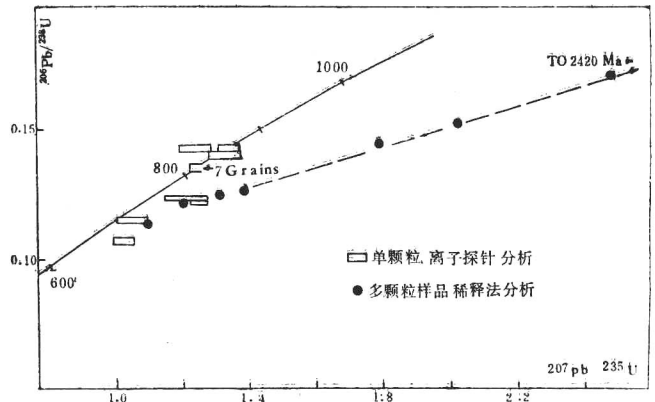 ²⁰⁶Pb/²³⁸U
1000
TO 2420 Ma
0.15
800
7 Grains
0.10
600
单颗粒, 离子探针 分析
多颗粒样品 稀释法分析
²⁰⁷pb ²³⁵U
1.0 1.4 1.8 2.2